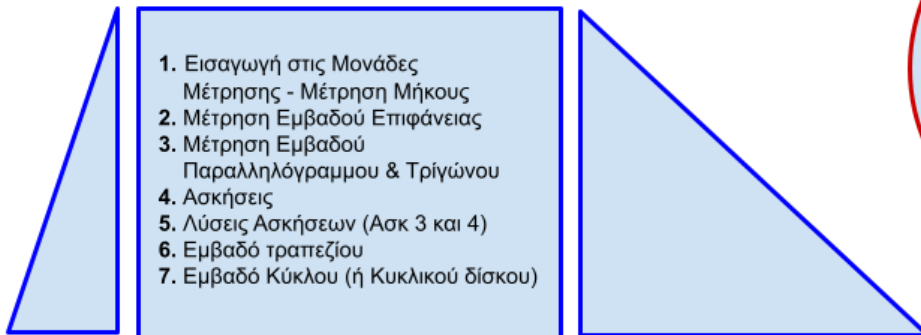 1. Εισαγωγή στις Μονάδες
Μέτρησης - Μέτρηση Μήκους
2. Μέτρηση Εμβαδού Επιφάνειας
3. Μέτρηση Εμβαδού
Παραλληλόγραμμου & Τρίγώνου
4. Ασκήσεις
5. Λύσεις Ασκήσεων (Ασκ 3 και 4)
6. Εμβαδό τραπεζίου
7. Εμβαδό Κύκλου (ή Κυκλικού δίσκου)